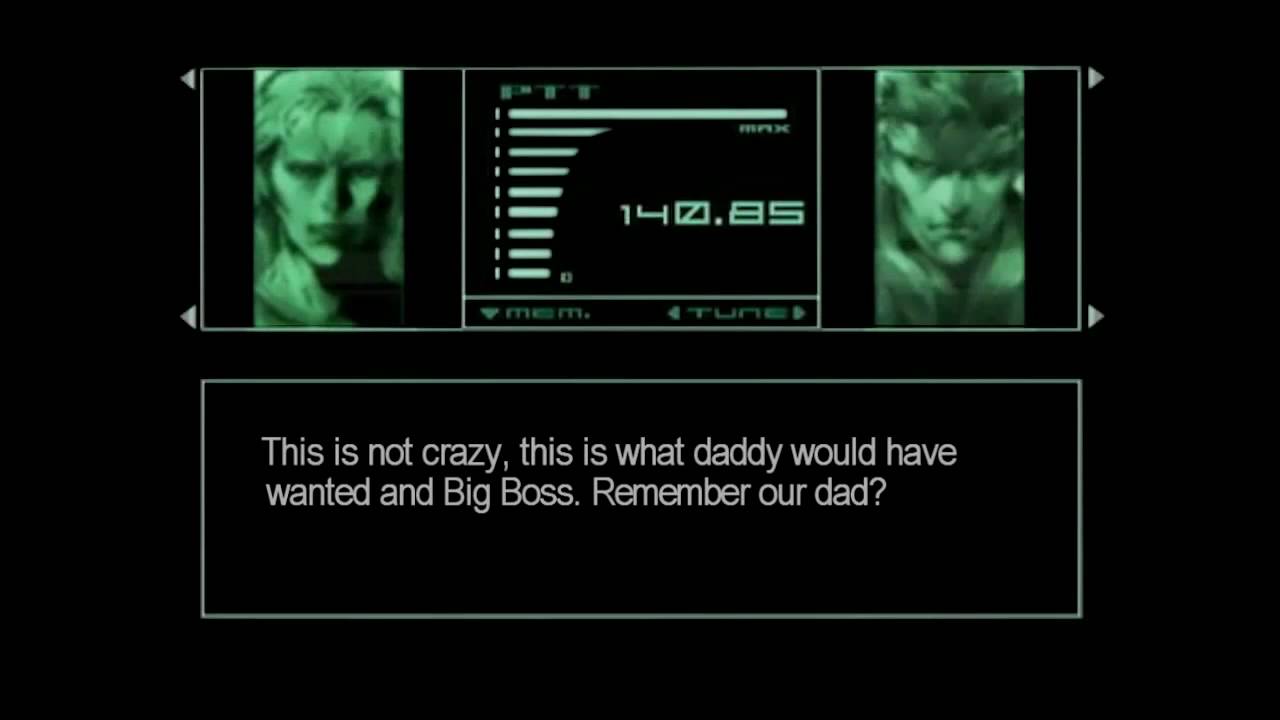 PTT
max
140.85
mem.
TUNE
This is not crazy, this is what daddy would have
wanted and Big Boss. Remember our dad?